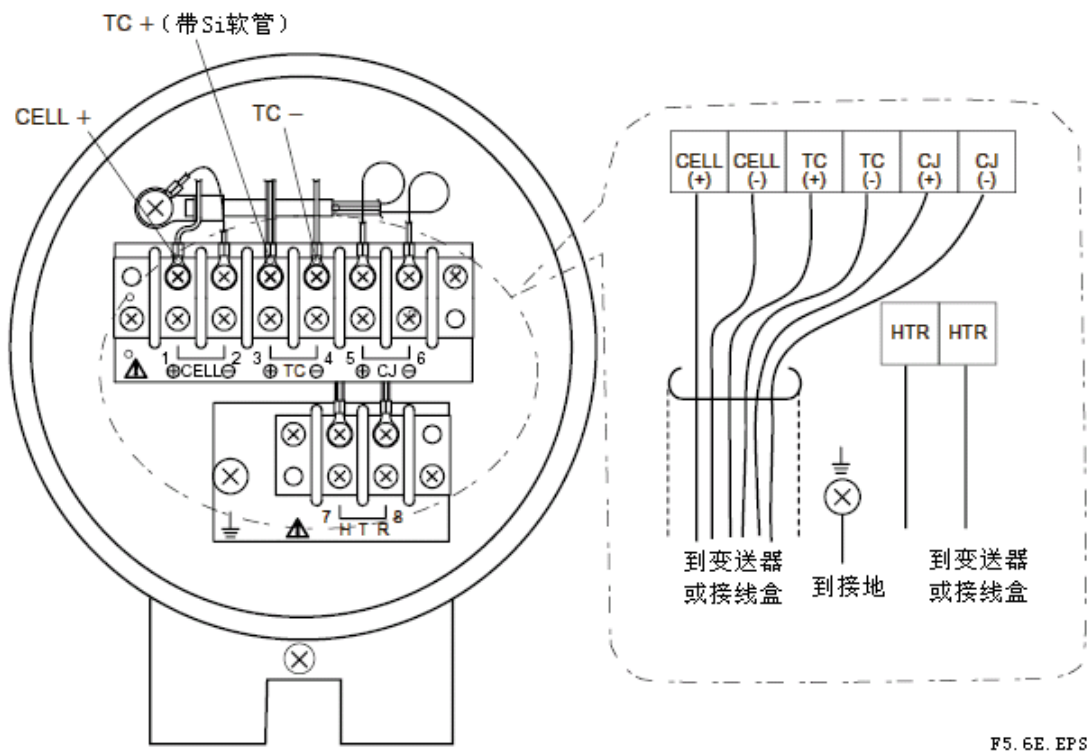 TC +(带Si软管)
CELL +
TC −
1 2 3 4 5 6
⊕CELL⊖ ⊕ TC ⊖ ⊕ CJ ⊖
7 8
H T R
CELL (+)
CELL (-)
TC (+)
TC (-)
CJ (+)
CJ (-)
HTR HTR
到变送器
或接线盒
到接地
到变送器
或接线盒
F5.6E.EPS